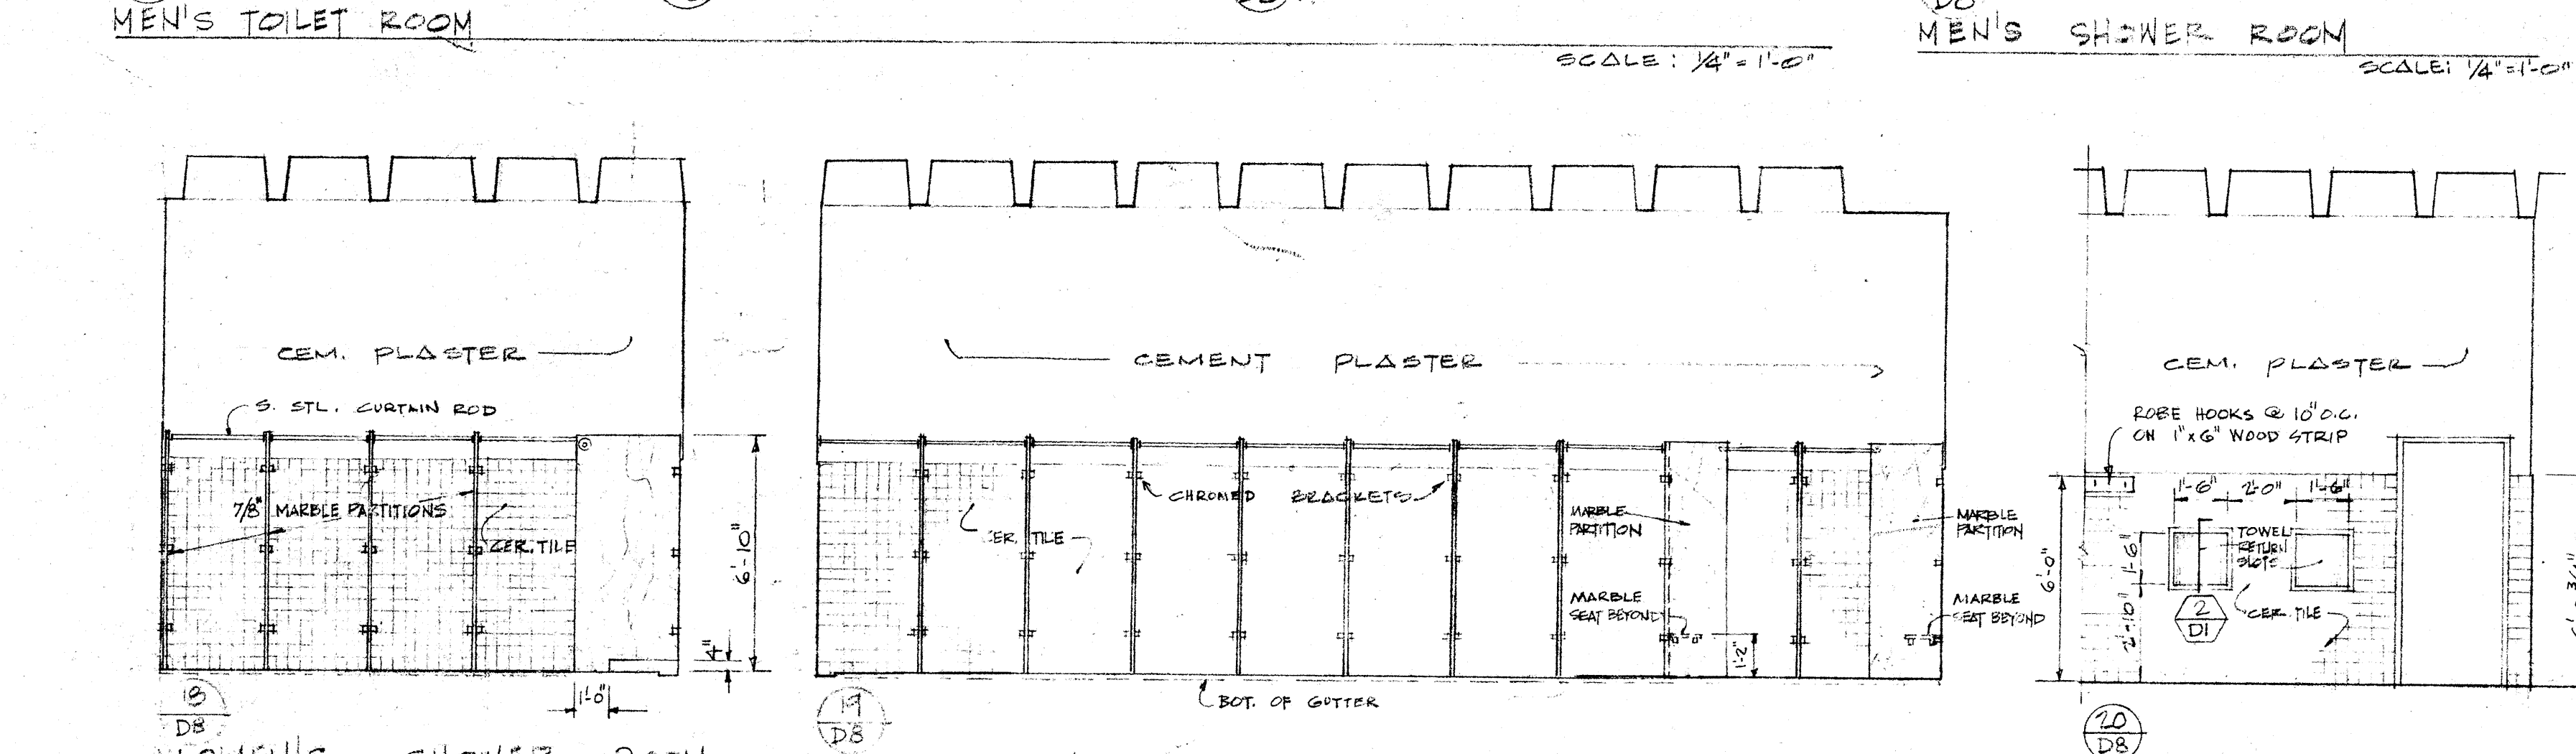 MEN'S TOILET ROOM
SCALE: 1/4" = 1'-0"
MEN'S SHOWER ROOM
SCALE: 1/4"=1'-0"
CEM. PLASTER
S. STL. CURTAIN ROD
7/8" MARBLE PARTITIONS
CER. TILE
6'-10"
4"
1'-0"
18
D8
CEMENT PLASTER
CHROMED BRACKETS
CER. TILE
MARBLE
PARTITION
MARBLE
SEAT BEYOND
1'-2"
MARBLE
PARTITION
MARBLE
SEAT BEYOND
BOT. OF GUTTER
19
D8
CEM. PLASTER
ROBE HOOKS @ 10" O.C.
ON 1"x6" WOOD STRIP
1'-6" 2'-0" 1'-6"
TOWEL
RETURN
SLOTS
6'-0"
1'-6"
2'-10"
2
D1
CER. TILE
20
D8
WOMEN'S SHOWER ROOM